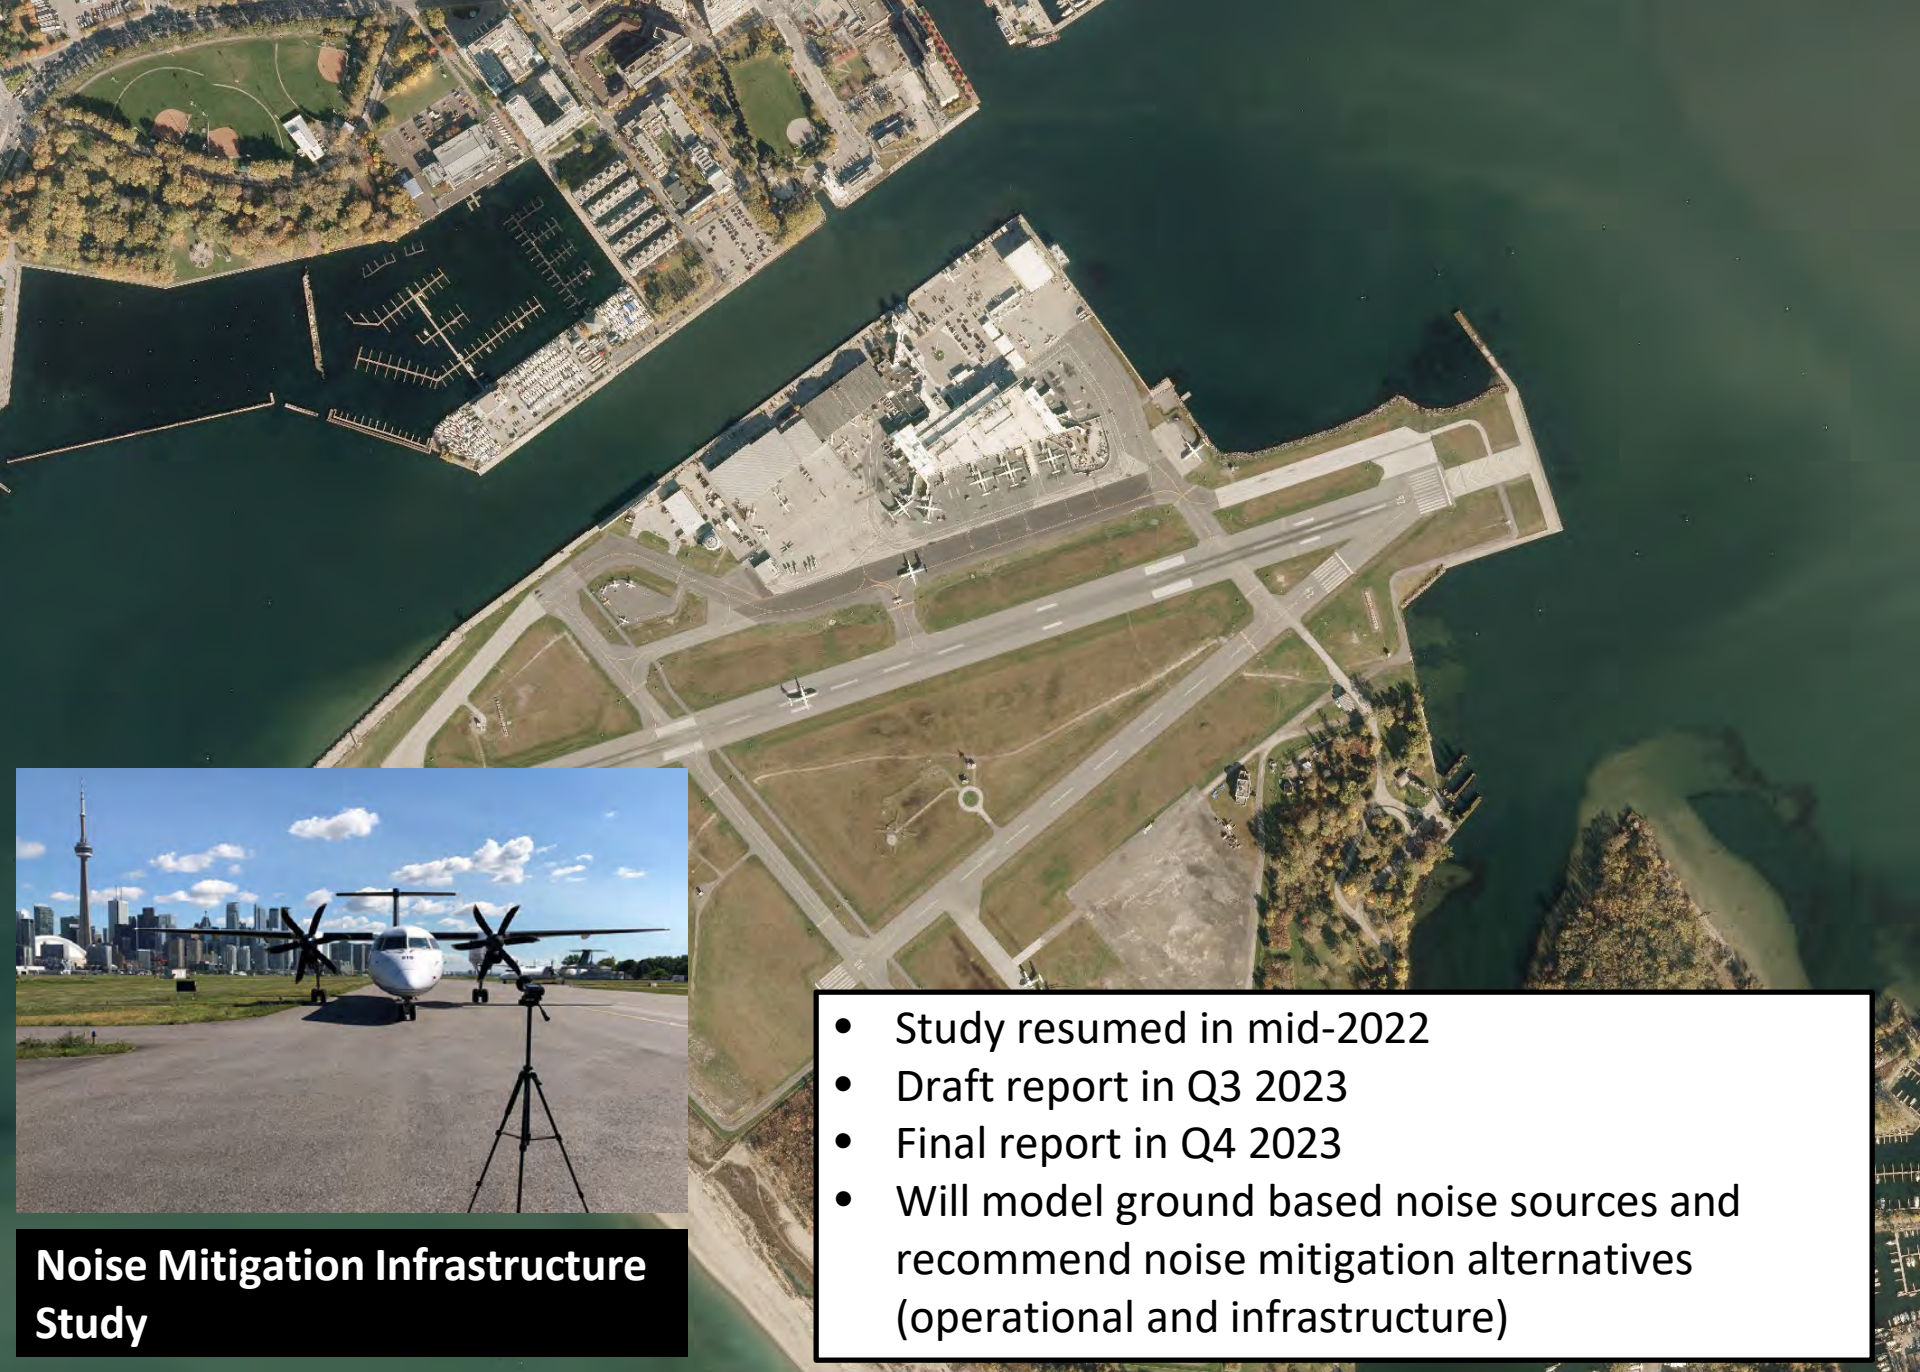 Noise Mitigation Infrastructure
Study
• Study resumed in mid-2022
• Draft report in Q3 2023
• Final report in Q4 2023
• Will model ground based noise sources and
recommend noise mitigation alternatives
(operational and infrastructure)